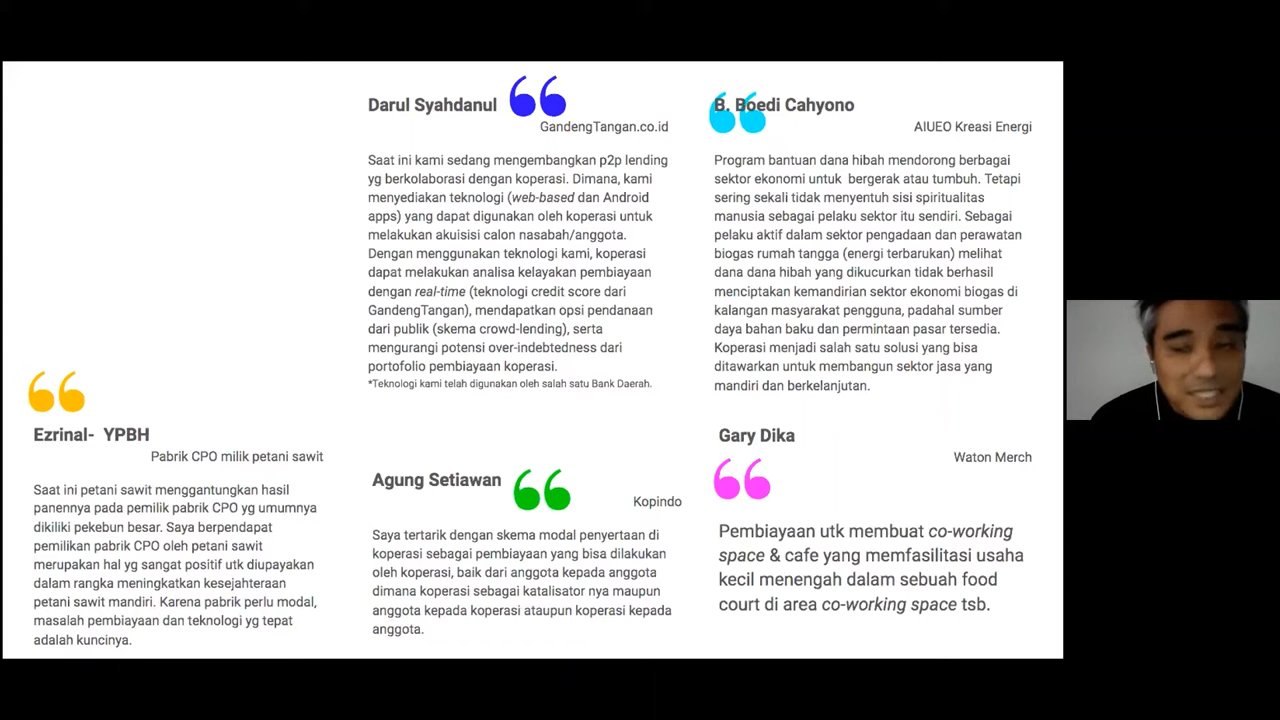 Darul Syahdanul
GandengTangan.co.id
Saat ini kami sedang mengembangkan p2p lending
yg berkolaborasi dengan koperasi. Dimana, kami
menyediakan teknologi (web-based dan Android
apps) yang dapat digunakan oleh koperasi untuk
melakukan akuisisi calon nasabah/anggota.
Dengan menggunakan teknologi kami, koperasi
dapat melakukan analisa kelayakan pembiayaan
dengan real-time (teknologi credit score dari
GandengTangan), mendapatkan opsi pendanaan
dari publik (skema crowd-lending), serta
mengurangi potensi over-indebtedness dari
portofolio pembiayaan koperasi.
*Teknologi kami telah digunakan oleh salah satu Bank Daerah.
B. Boedi Cahyono
AIUEO Kreasi Energi
Program bantuan dana hibah mendorong berbagai
sektor ekonomi untuk bergerak atau tumbuh. Tetapi
sering sekali tidak menyentuh sisi spiritualitas
manusia sebagai pelaku sektor itu sendiri. Sebagai
pelaku aktif dalam sektor pengadaan dan perawatan
biogas rumah tangga (energi terbarukan) melihat
dana dana hibah yang dikucurkan tidak berhasil
menciptakan kemandirian sektor ekonomi biogas di
kalangan masyarakat pengguna, padahal sumber
daya bahan baku dan permintaan pasar tersedia.
Koperasi menjadi salah satu solusi yang bisa
ditawarkan untuk membangun sektor jasa yang
mandiri dan berkelanjutan.
Ezrinal- YPBH
Pabrik CPO milik petani sawit
Saat ini petani sawit menggantungkan hasil
panennya pada pemilik pabrik CPO yg umumnya
dikiliki pekebun besar. Saya berpendapat
pemilikan pabrik CPO oleh petani sawit
merupakan hal yg sangat positif utk diupayakan
dalam rangka meningkatkan kesejahteraan
petani sawit mandiri. Karena pabrik perlu modal,
masalah pembiayaan dan teknologi yg tepat
adalah kuncinya.
Agung Setiawan
Kopindo
Saya tertarik dengan skema modal penyertaan di
koperasi sebagai pembiayaan yang bisa dilakukan
oleh koperasi, baik dari anggota kepada anggota
dimana koperasi sebagai katalisator nya maupun
anggota kepada koperasi ataupun koperasi kepada
anggota.
Gary Dika
Waton Merch
Pembiayaan utk membuat co-working
space & cafe yang memfasilitasi usaha
kecil menengah dalam sebuah food
court di area co-working space tsb.